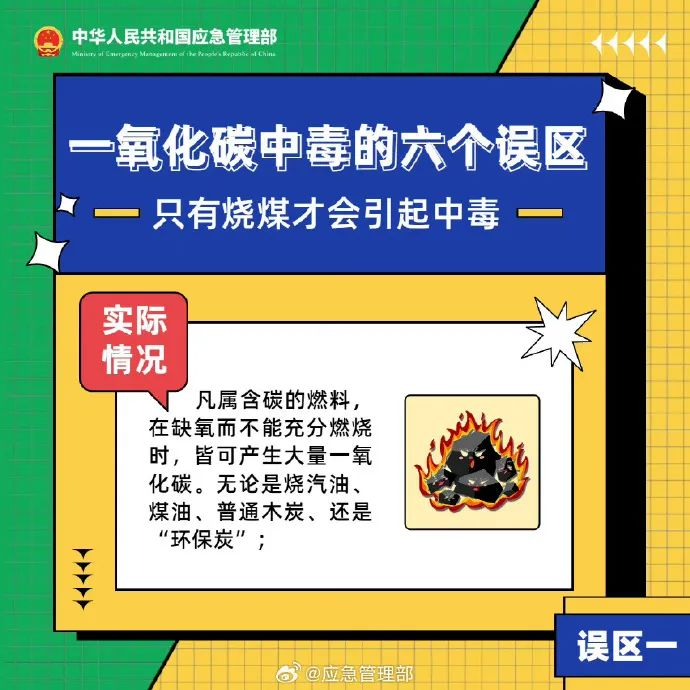 中华人民共和国应急管理部
Ministry of Emergency Management of the People's Republic of China
一氧化碳中毒的六个误区
只有烧煤才会引起中毒
实际
情况
凡属含碳的燃料，
在缺氧而不能充分燃烧
时，皆可产生大量一氧
化碳。无论是烧汽油、
煤油、普通木炭、还是
“环保炭”；
误区一
@应急管理部